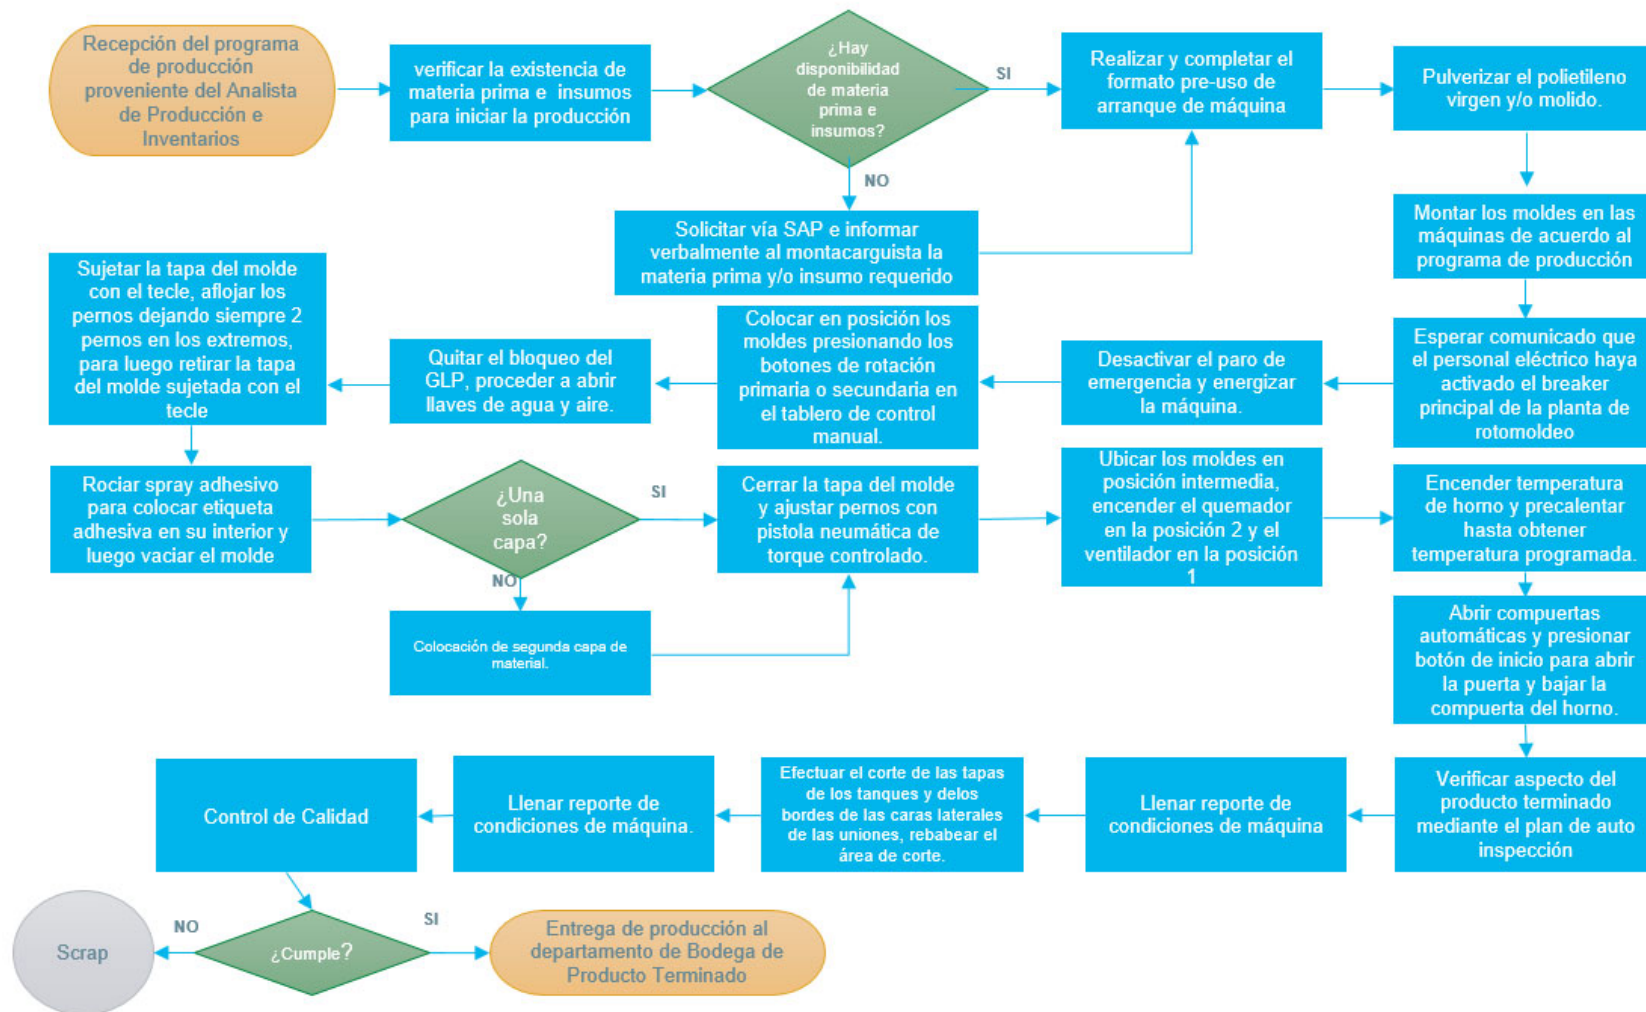 Recepción del programa
de producción
proveniente del Analista
de Producción e
Inventarios
verificar la existencia de
materia prima e insumos
para iniciar la producción
¿Hay
disponibilidad
de materia
prima e
insumos?
SI
NO
Realizar y completar el
formato pre-uso de
arranque de máquina
Pulverizar el polietileno
virgen y/o molido.
Solicitar vía SAP e informar
verbalmente al montacarguista la
materia prima y/o insumo requerido
Montar los moldes en las
máquinas de acuerdo al
programa de producción
Esperar comunicado que
el personal eléctrico haya
activado el breaker
principal de la planta de
rotomoldeo
Desactivar el paro de
emergencia y energizar
la máquina.
Colocar en posición los
moldes presionando los
botones de rotación
primaria o secundaria en
el tablero de control
manual.
Quitar el bloqueo del
GLP, proceder a abrir
llaves de agua y aire.
Sujetar la tapa del molde
con el tecle, aflojar los
pernos dejando siempre 2
pernos en los extremos,
para luego retirar la tapa
del molde sujetada con el
tecle
Rociar spray adhesivo
para colocar etiqueta
adhesiva en su interior y
luego vaciar el molde
¿Una
sola
capa?
SI
NO
Colocación de segunda capa de
material.
Cerrar la tapa del molde
y ajustar pernos con
pistola neumática de
torque controlado.
Ubicar los moldes en
posición intermedia,
encender el quemador
en la posición 2 y el
ventilador en la posición
1
Encender temperatura
de horno y precalentar
hasta obtener
temperatura programada.
Abrir compuertas
automáticas y presionar
botón de inicio para abrir
la puerta y bajar la
compuerta del horno.
Verificar aspecto del
producto terminado
mediante el plan de auto
inspección
Llenar reporte de
condiciones de máquina
Efectuar el corte de las tapas
de los tanques y delos
bordes de las caras laterales
de las uniones, rebabear el
área de corte.
Llenar reporte de
condiciones de máquina.
Control de Calidad
¿Cumple?
NO
SI
Scrap
Entrega de producción al
departamento de Bodega de
Producto Terminado